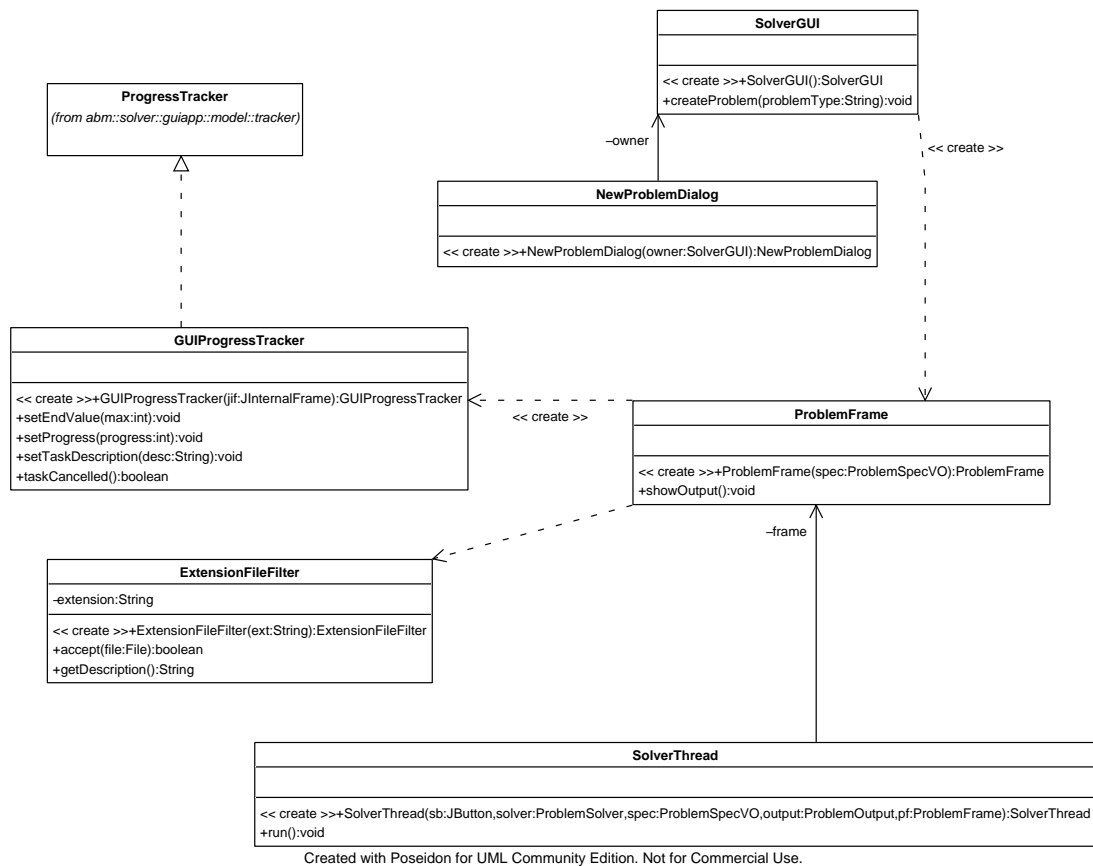 SolverGUI
<< create >>+SolverGUI():SolverGUI
+createProblem(problemType:String):void
ProgressTracker
(from abm::solver::guiapp::model::tracker)
–owner
<< create >>
NewProblemDialog
<< create >>+NewProblemDialog(owner:SolverGUI):NewProblemDialog
GUIProgressTracker
<< create >>+GUIProgressTracker(jif:JInternalFrame):GUIProgressTracker
+setEndValue(max:int):void
+setProgress(progress:int):void
+setTaskDescription(desc:String):void
+taskCancelled():boolean
<< create >>
ProblemFrame
<< create >>+ProblemFrame(spec:ProblemSpecVO):ProblemFrame
+showOutput():void
–frame
ExtensionFileFilter
-extension:String
<< create >>+ExtensionFileFilter(ext:String):ExtensionFileFilter
+accept(file:File):boolean
+getDescription():String
SolverThread
<< create >>+SolverThread(sb:JButton,solver:ProblemSolver,spec:ProblemSpecVO,output:ProblemOutput,pf:ProblemFrame):SolverThread
+run():void
Created with Poseidon for UML Community Edition. Not for Commercial Use.